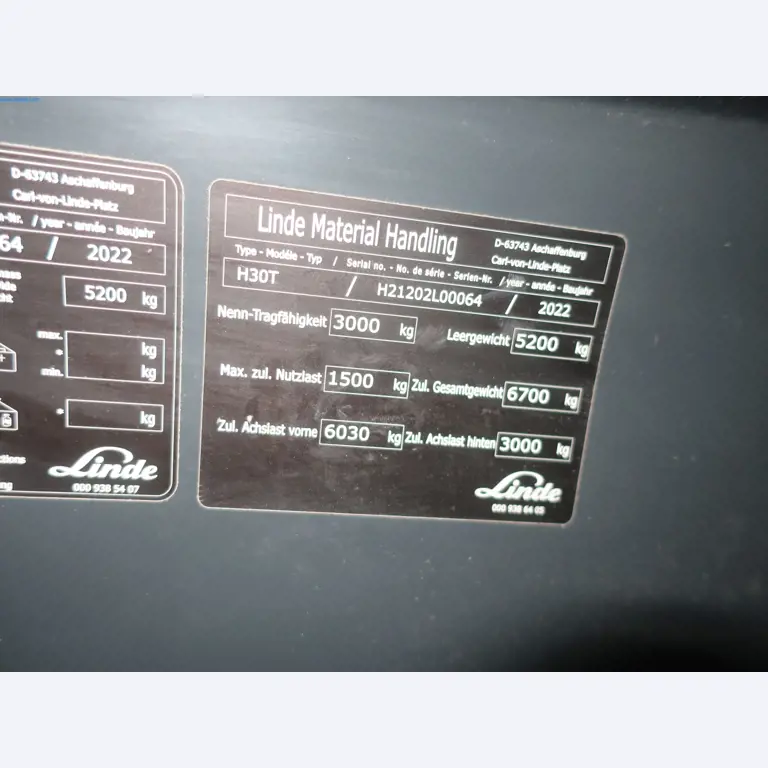 D-63743 Aschaffenburg
Carl-von-Linde-Platz
-Nr. / year - année - Baujahr
64 / 2022
5200 kg
max. kg
*
min. kg
* kg
Linde
000 938 54 07
Linde Material Handling
D-63743 Aschaffenburg
Carl-von-Linde-Platz
Type - Modéle - Typ / Serial no. - No. de série - Serien-Nr. / year - année - Baujahr
H30T / H21202L00064 / 2022
Nenn-Tragfähigkeit 3000 kg Leergewicht 5200 kg
Max. zul. Nutzlast 1500 kg Zul. Gesamtgewicht 6700 kg
Zul. Achslast vorne 6030 kg Zul. Achslast hinten 3000 kg
Linde
000 938 64 05